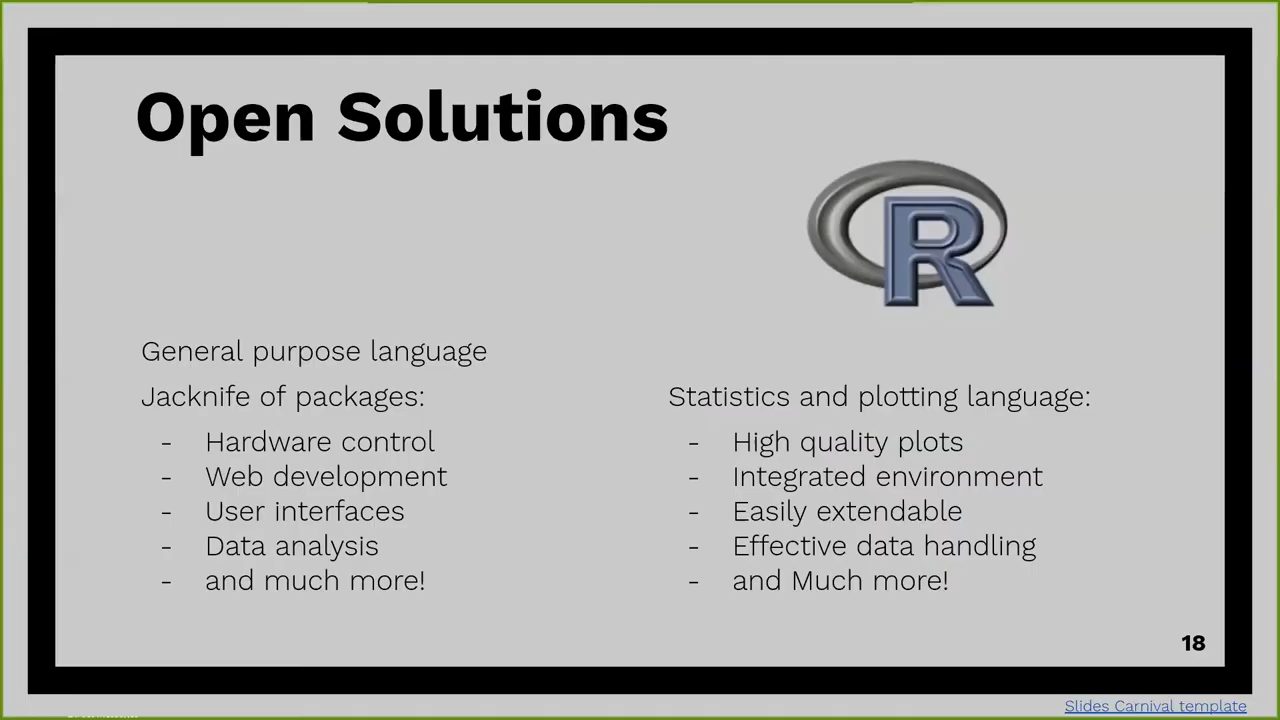 Open Solutions
R
General purpose language
Jacknife of packages:
- Hardware control
- Web development
- User interfaces
- Data analysis
- and much more!
Statistics and plotting language:
- High quality plots
- Integrated environment
- Easily extendable
- Effective data handling
- and Much more!
18
Slides Carnival template